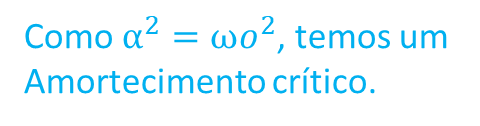 Como α² = ωo², temos um
Amortecimento crítico.